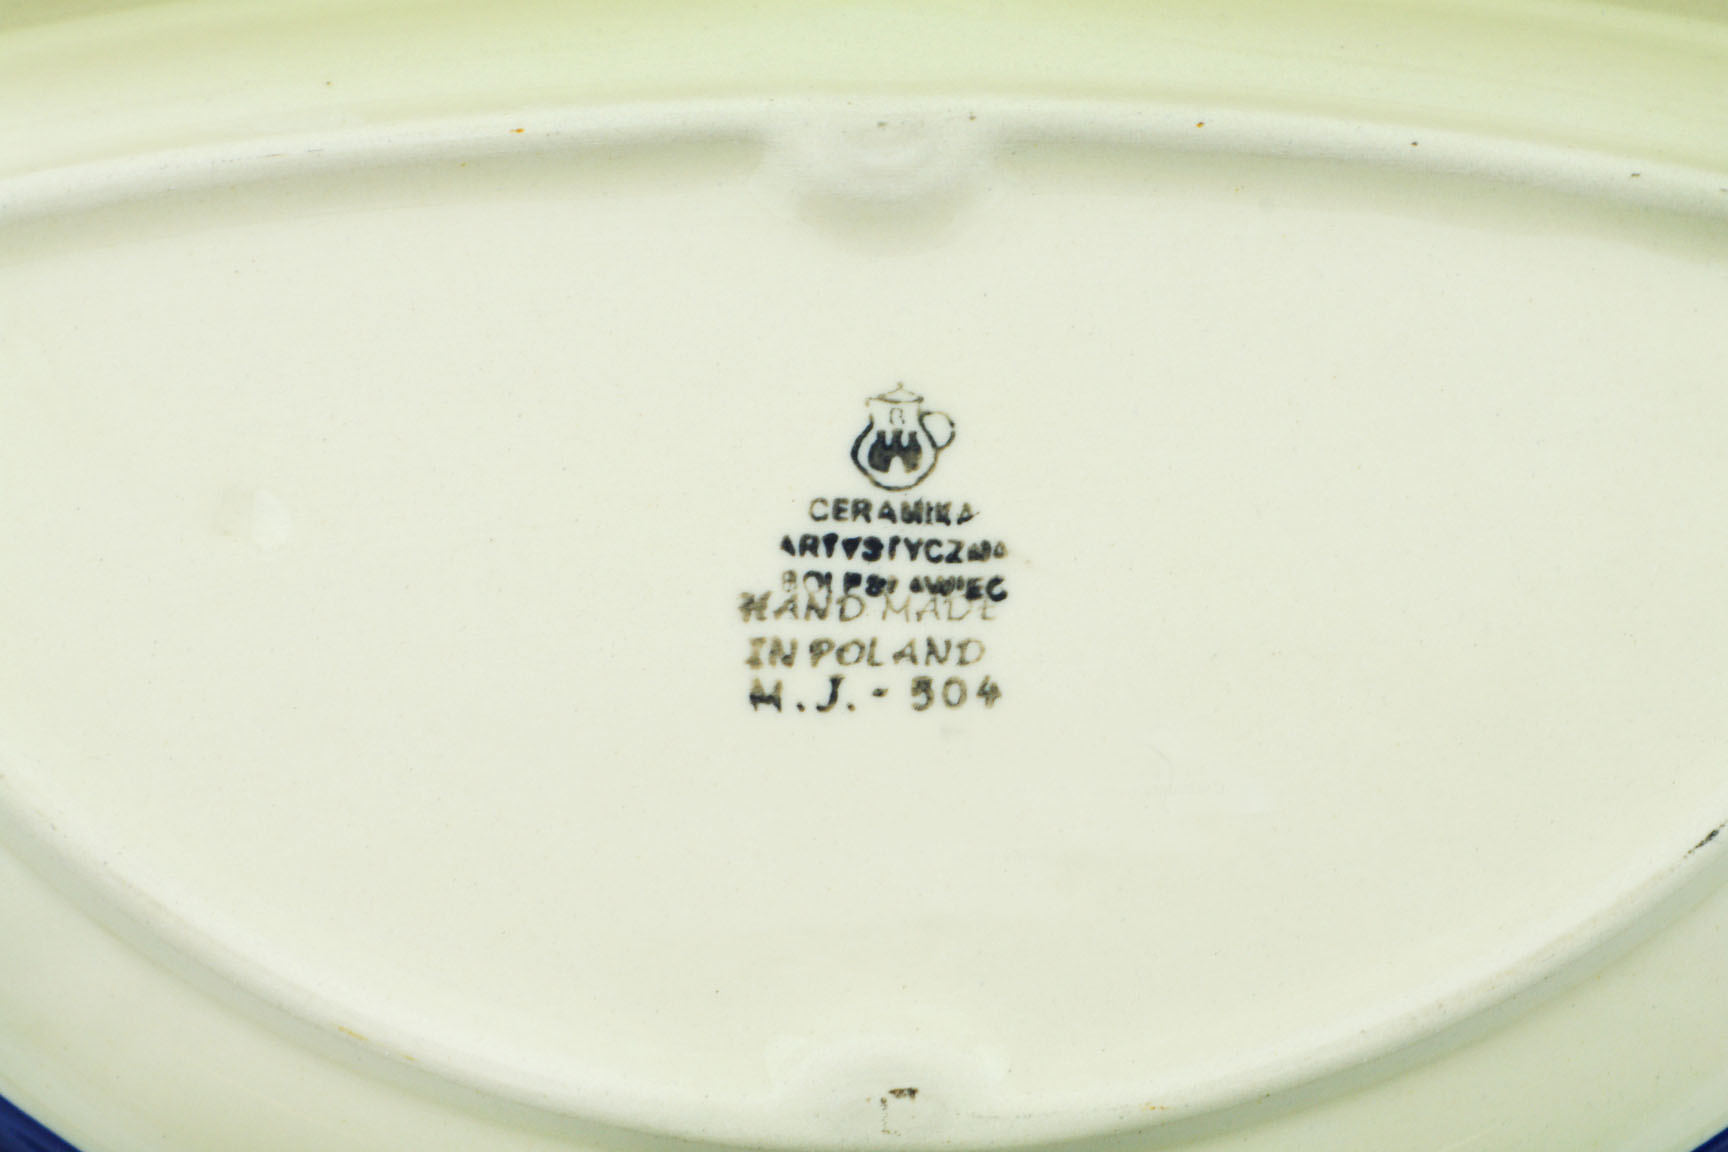 B
CERAMIKA
ARTYSTYCZNA
BOLESŁAWIEC
HAND MADE
IN POLAND
M.J.-504